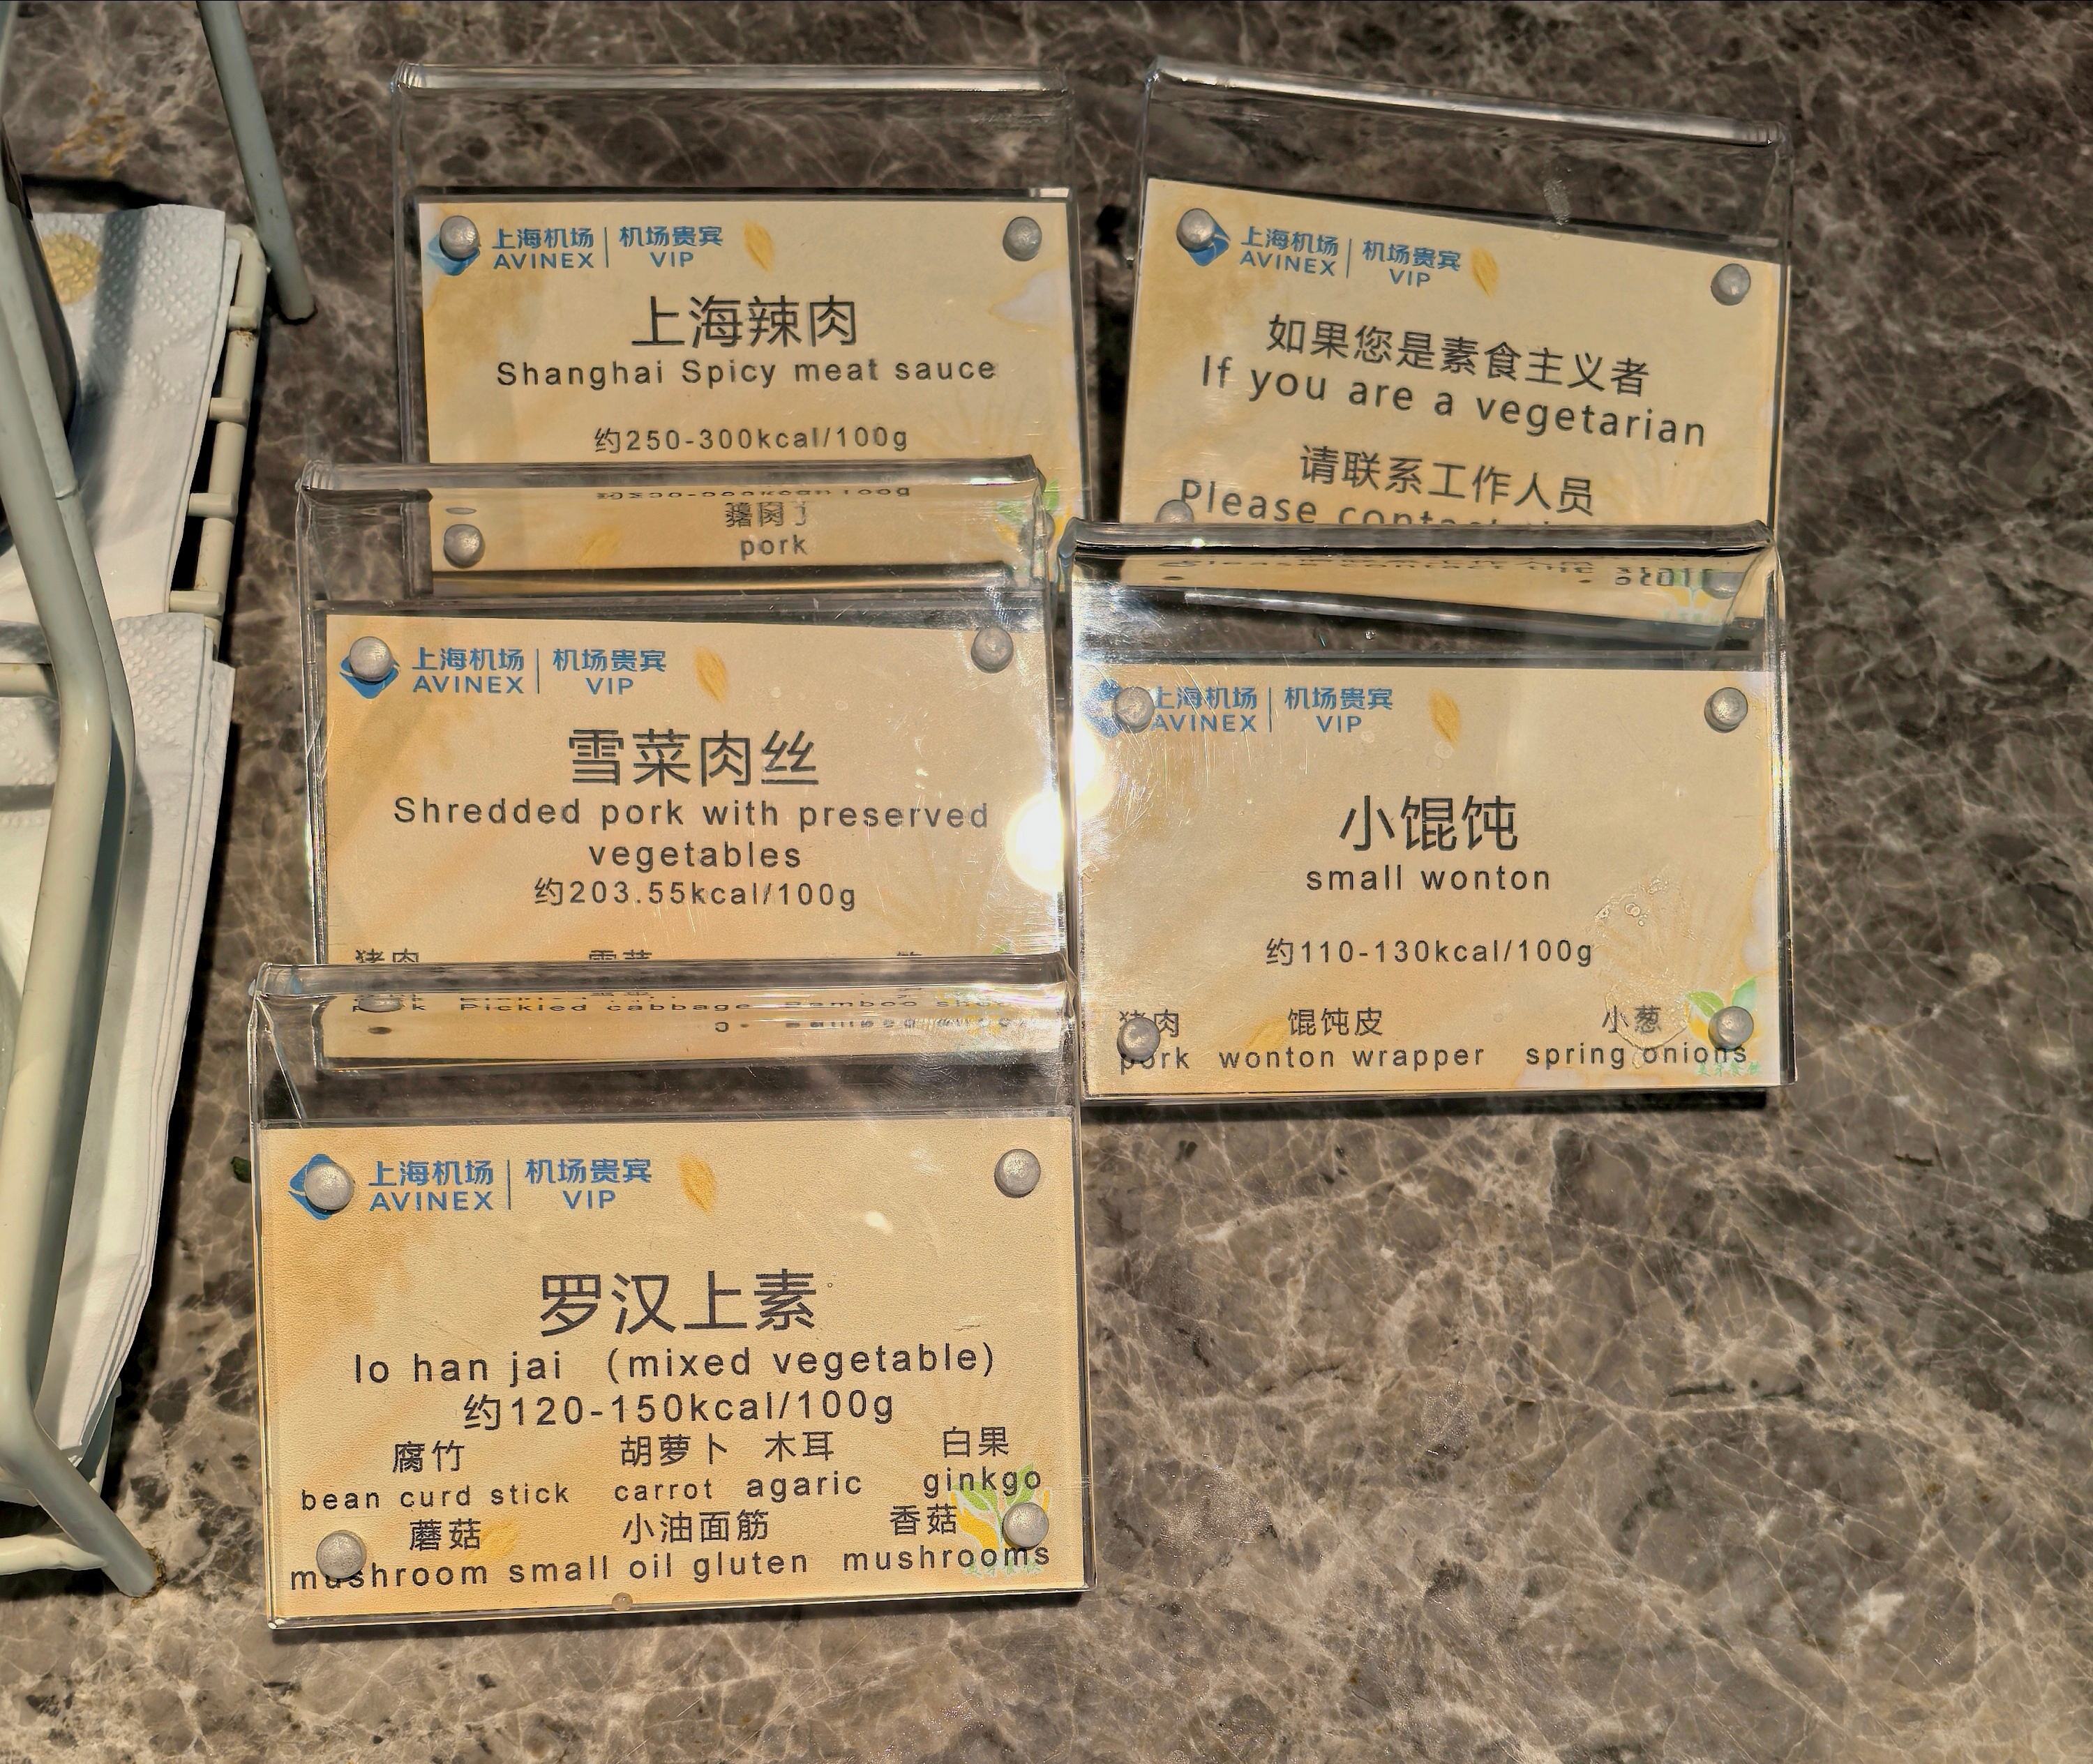 上海机场 | 机场贵宾
AVINEX | VIP
上海辣肉
Shanghai Spicy meat sauce
约250-300kcal/100g
pork
上海机场 | 机场贵宾
AVINEX | VIP
如果您是素食主义者
If you are a vegetarian
请联系工作人员
Please contact
上海机场 | 机场贵宾
AVINEX | VIP
雪菜肉丝
Shredded pork with preserved
vegetables
约203.55kcal/100g
猪肉 雪菜
Pickled cabbage Bamboo
上海机场 | 机场贵宾
AVINEX | VIP
小馄饨
small wonton
约110-130kcal/100g
猪肉 馄饨皮 小葱
pork wonton wrapper spring onions
上海机场 | 机场贵宾
AVINEX | VIP
罗汉上素
lo han jai (mixed vegetable)
约120-150kcal/100g
腐竹 胡萝卜 木耳 白果
bean curd stick carrot agaric ginkgo
蘑菇 小油面筋 香菇
mushroom small oil gluten mushrooms